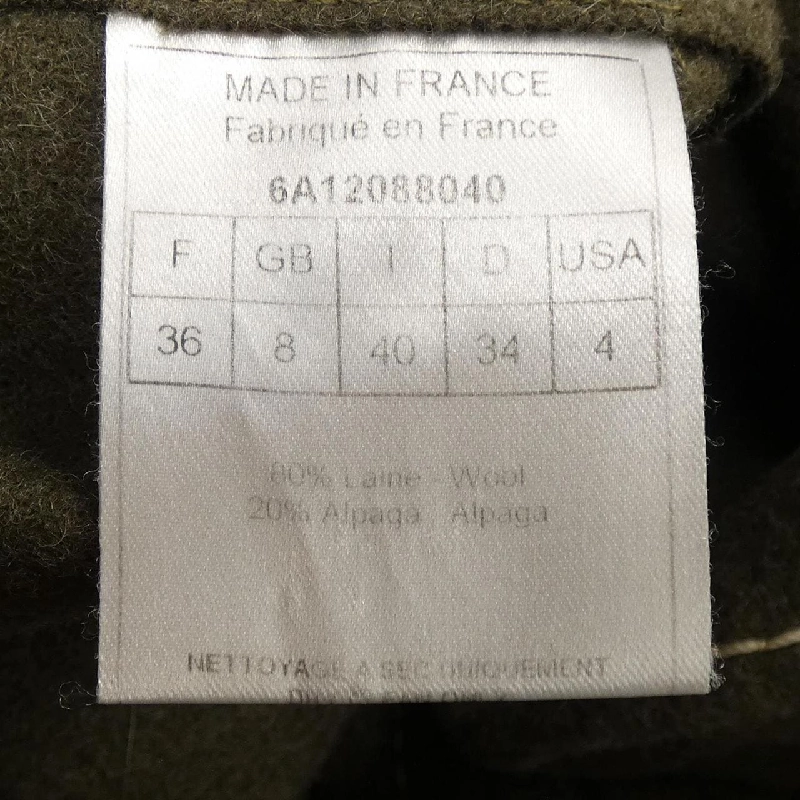 MADE IN FRANCE
Fabriqué en France
6A12088040
F GB I D USA
36 8 40 34 4
80% Laine - Wool
20% Alpaga Alpaga
NETTOYAGE A SEC UNIQUEMENT